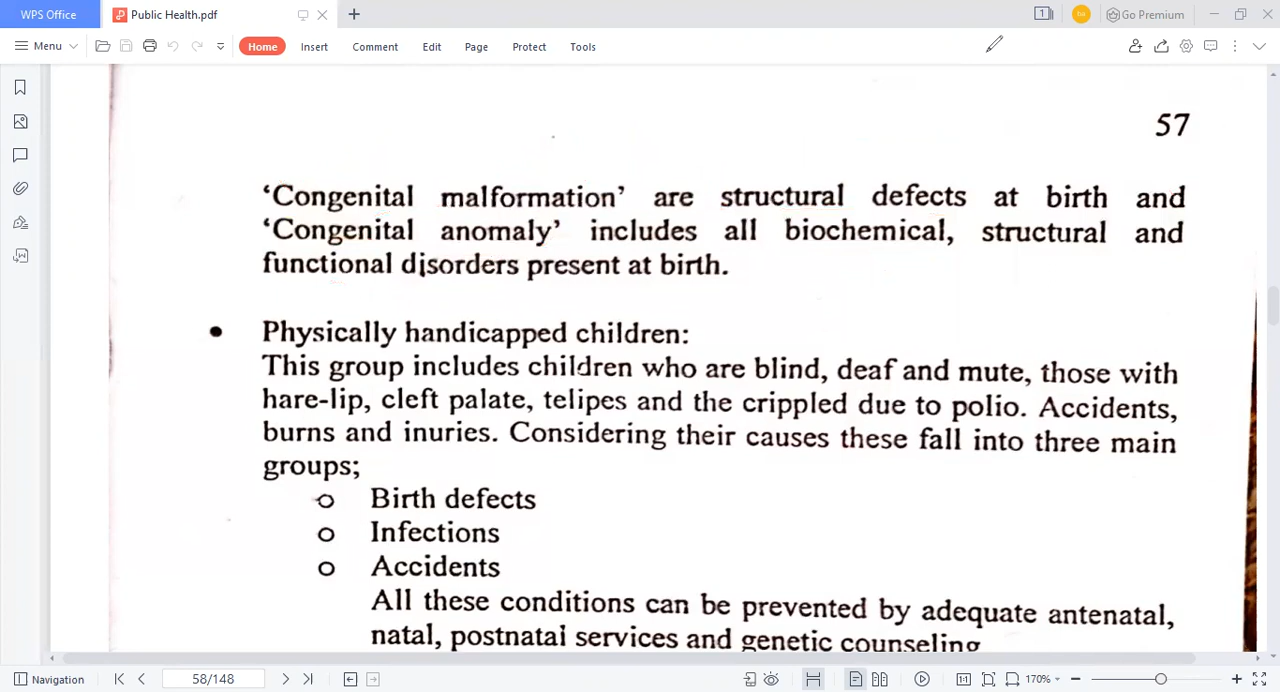 WPS Office
Public Health.pdf
1
Go Premium
Menu
Home
Insert
Comment
Edit
Page
Protect
Tools
57
‘Congenital malformation’ are structural defects at birth and
‘Congenital anomaly’ includes all biochemical, structural and
functional disorders present at birth.
• Physically handicapped children:
This group includes children who are blind, deaf and mute, those with
hare-lip, cleft palate, telipes and the crippled due to polio. Accidents,
burns and inuries. Considering their causes these fall into three main
groups;
o Birth defects
o Infections
o Accidents
All these conditions can be prevented by adequate antenatal,
natal, postnatal services and genetic counseling
Navigation
58/148
1:1
170%